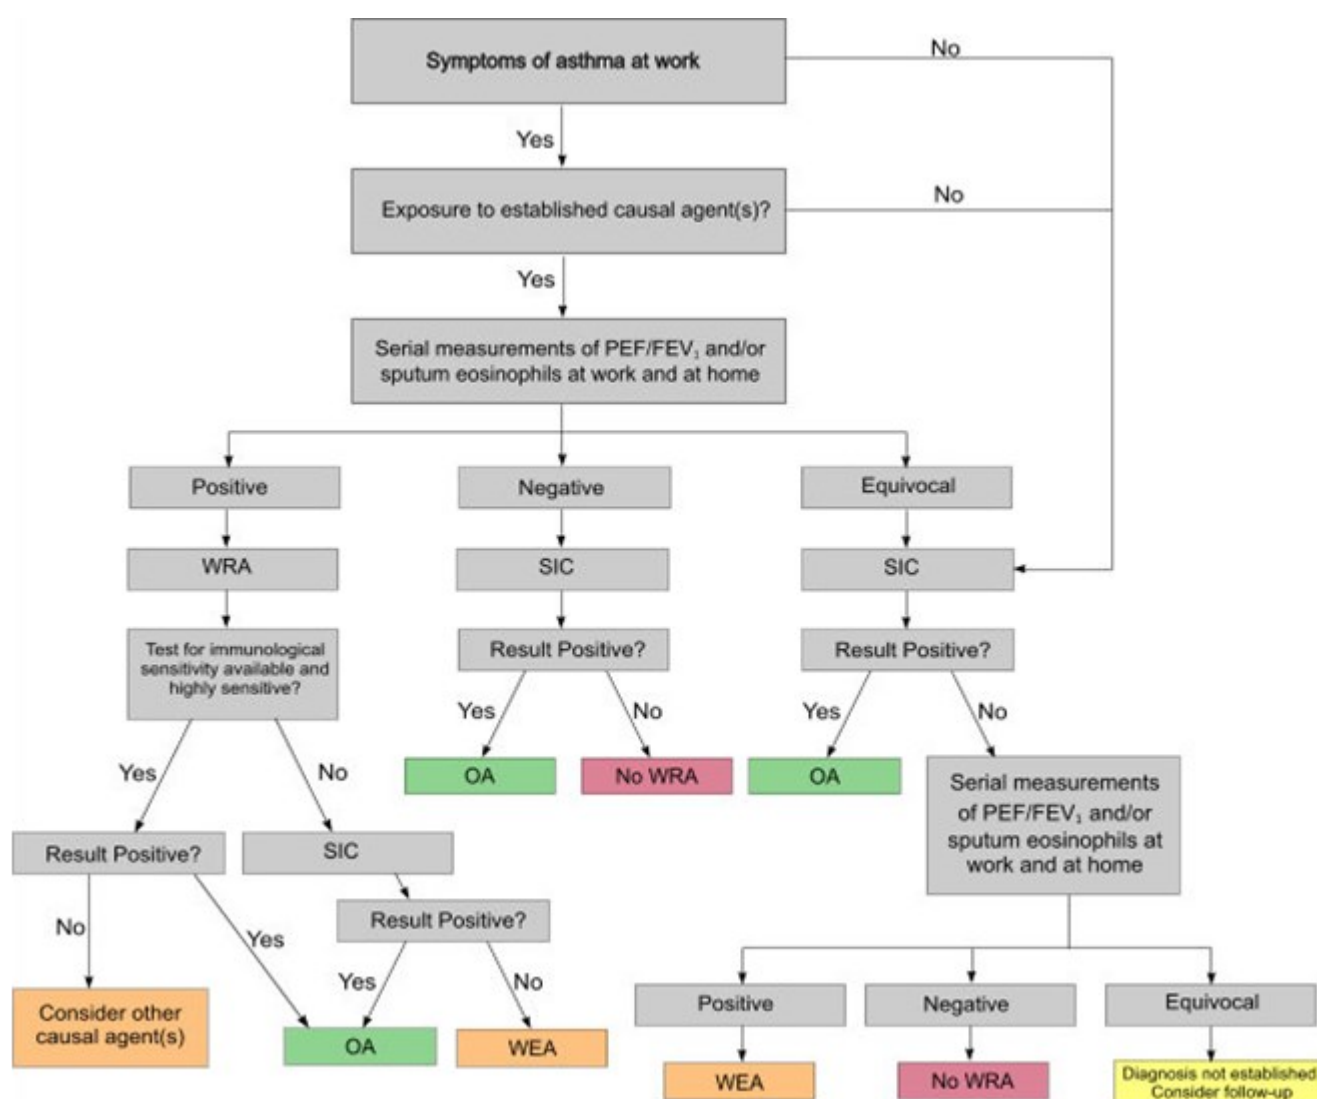 Symptoms of asthma at work
No
Yes
Exposure to established causal agent(s)?
No
Yes
Serial measurements of PEF/FEV₁ and/or
sputum eosinophils at work and at home
Positive
Negative
Equivocal
WRA
SIC
SIC
Test for immunological
sensitivity available and
highly sensitive?
Result Positive?
Result Positive?
Yes
No
Yes
No
Yes
No
OA
No WRA
OA
Serial measurements
of PEF/FEV₁ and/or
sputum eosinophils at
work and at home
Result Positive?
SIC
Result Positive?
No
Yes
Yes
No
Consider other
causal agent(s)
OA
WEA
Positive
Negative
Equivocal
WEA
No WRA
Diagnosis not established
Consider follow-up